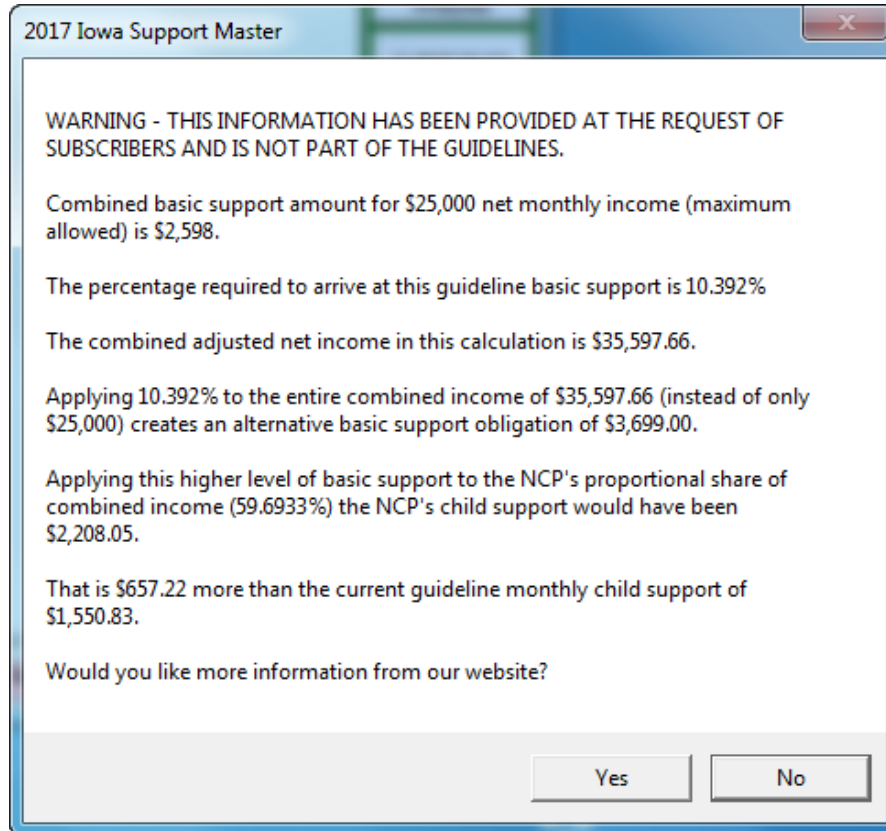 2017 Iowa Support Master
WARNING - THIS INFORMATION HAS BEEN PROVIDED AT THE REQUEST OF
SUBSCRIBERS AND IS NOT PART OF THE GUIDELINES.
Combined basic support amount for $25,000 net monthly income (maximum
allowed) is $2,598.
The percentage required to arrive at this guideline basic support is 10.392%
The combined adjusted net income in this calculation is $35,597.66.
Applying 10.392% to the entire combined income of $35,597.66 (instead of only
$25,000) creates an alternative basic support obligation of $3,699.00.
Applying this higher level of basic support to the NCP's proportional share of
combined income (59.6933%) the NCP's child support would have been
$2,208.05.
That is $657.22 more than the current guideline monthly child support of
$1,550.83.
Would you like more information from our website?
Yes
No